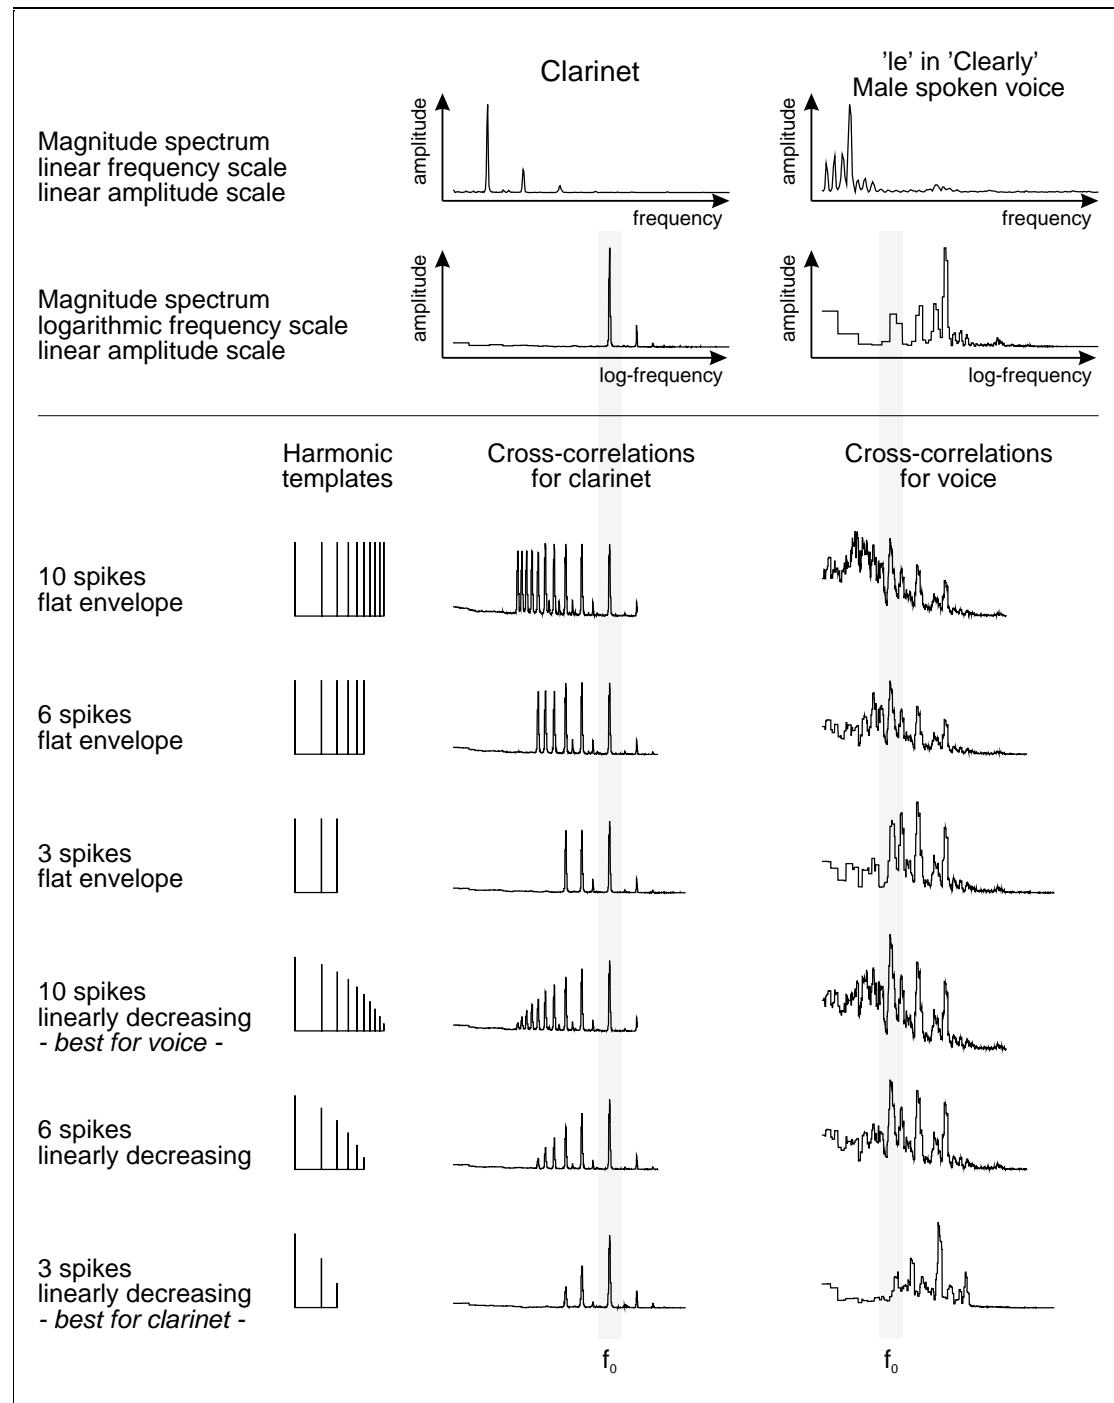 Clarinet
’le’ in ’Clearly’
Male spoken voice
Magnitude spectrum
linear frequency scale
linear amplitude scale
amplitude
frequency
amplitude
frequency
Magnitude spectrum
logarithmic frequency scale
linear amplitude scale
amplitude
log-frequency
amplitude
log-frequency
Harmonic
templates
Cross-correlations
for clarinet
Cross-correlations
for voice
10 spikes
flat envelope
6 spikes
flat envelope
3 spikes
flat envelope
10 spikes
linearly decreasing
- best for voice -
6 spikes
linearly decreasing
3 spikes
linearly decreasing
- best for clarinet -
f₀
f₀